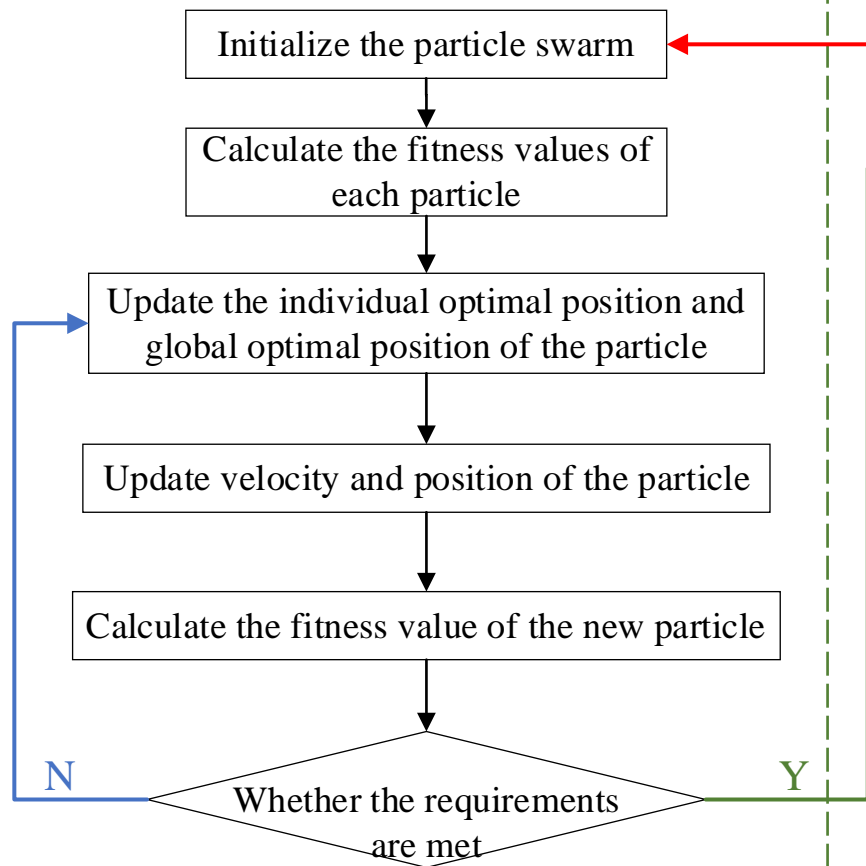 Initialize the particle swarm
Calculate the fitness values of
each particle
Update the individual optimal position and
global optimal position of the particle
Update velocity and position of the particle
Calculate the fitness value of the new particle
N
Y
Whether the requirements
are met